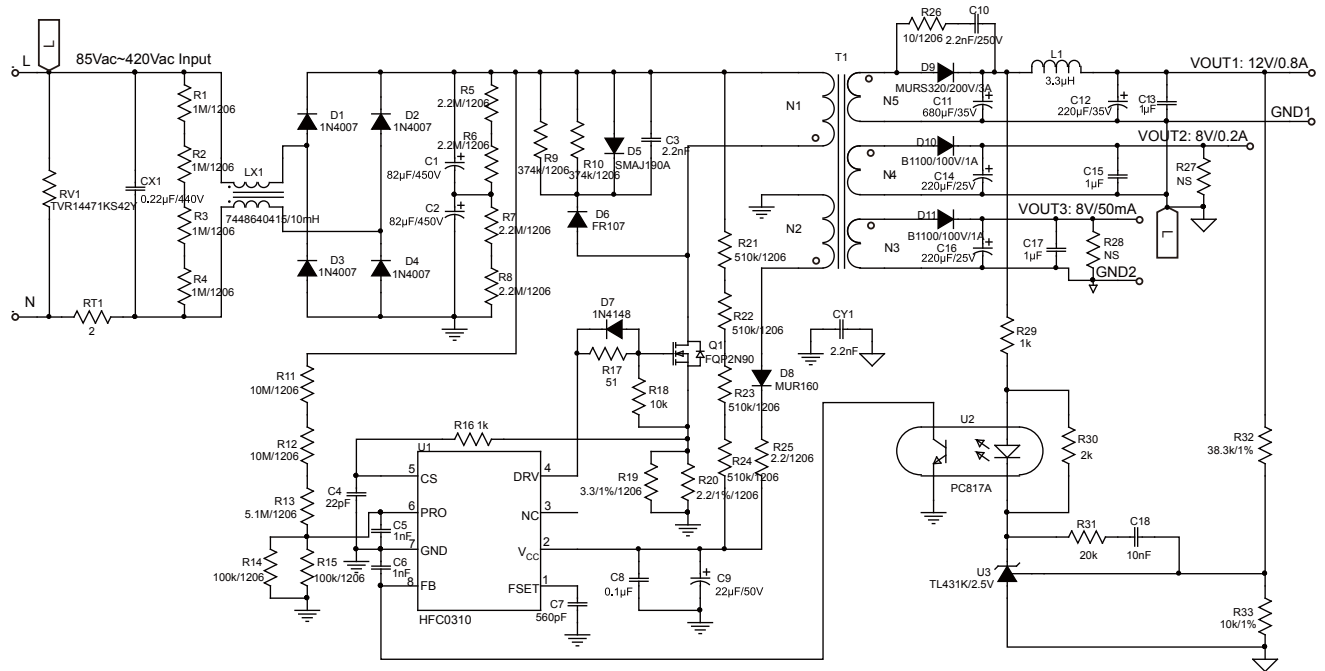 L
L
85Vac~420Vac Input
N
RV1
TVR14471KS42Y
RT1
2
CX1
0.22µF/440V
R1
1M/1206
R2
1M/1206
R3
1M/1206
R4
1M/1206
LX1
7448640415/10mH
D1
1N4007
D2
1N4007
D3
1N4007
D4
1N4007
C1
82µF/450V
C2
82µF/450V
R5
2.2M/1206
R6
2.2M/1206
R7
2.2M/1206
R8
2.2M/1206
R9
374k/1206
R10
374k/1206
D5
SMAJ190A
C3
2.2nF
D6
FR107
D7
1N4148
R17
51
R18
10k
Q1
FQP2N90
R21
510k/1206
R22
510k/1206
R23
510k/1206
R24
510k/1206
D8
MUR160
R25
2.2/1206
R19
3.3/1%/1206
R20
2.2/1%/1206
R11
10M/1206
R12
10M/1206
R13
5.1M/1206
R14
100k/1206
R15
100k/1206
R16 1k
C4
22pF
C5
1nF
C6
1nF
U1
5
CS
6
PRO
7
GND
8
FB
4
DRV
3
NC
2
VCC
1
FSET
HFC0310
C7
560pF
C8
0.1µF
C9
22µF/50V
T1
N1
N2
N5
N4
N3
R26
10/1206
C10
2.2nF/250V
D9
MURS320/200V/3A
C11
680µF/35V
L1
3.3µH
C12
220µF/35V
C13
1µF
VOUT1: 12V/0.8A
GND1
D10
B1100/100V/1A
C14
220µF/25V
C15
1µF
VOUT2: 8V/0.2A
R27
NS
L
D11
B1100/100V/1A
C16
220µF/25V
C17
1µF
VOUT3: 8V/50mA
R28
NS
GND2
CY1
2.2nF
R29
1k
U2
PC817A
R30
2k
R31
20k
C18
10nF
U3
TL431K/2.5V
R32
38.3k/1%
R33
10k/1%